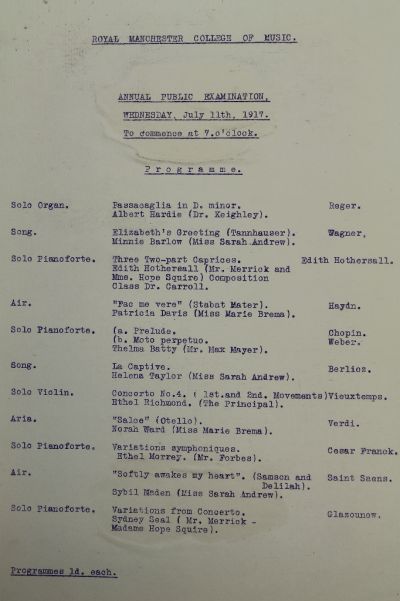 ROYAL MANCHESTER COLLEGE OF MUSIC.
ANNUAL PUBLIC EXAMINATION,
WEDNESDAY, July 11th, 1917.
To commence at 7.o'clock.
Programme.
Solo Organ. Passacaglia in D. minor. Reger.
Albert Hardie (Dr. Keighley).
Song. Elizabeth's Greeting (Tannhauser). Wagner,
Minnie Barlow (Miss Sarah Andrew).
Solo Pianoforte. Three Two-part Caprices. Edith Hothersall.
Edith Hothersall (Mr. Merrick and
Mme. Hope Squire) Composition
Class Dr. Carroll.
Air. "Fac me vere" (Stabat Mater). Haydn.
Patricia Davis (Miss Marie Brema).
Solo Pianoforte. (a. Prelude. Chopin.
(b. Moto perpetuo. Weber.
Thelma Batty (Mr. Max Mayer).
Song. La Captive. Berlioz.
Helena Taylor (Miss Sarah Andrew).
Solo Violin. Concerto No.4. ( 1st.and 2nd. Movements)Vieuxtemps.
Ethel Richmond. (The Principal).
Aria. "Salce" (Otello). Verdi.
Norah Ward (Miss Marie Brema).
Solo Pianoforte. Variations symphoniques. Cesar Franck.
Ethel Morrey. (Mr. Forbes).
Air. "Softly awakes my heart". (Samson and Saint Saens.
Delilah).
Sybil Maden (Miss Sarah Andrew).
Solo Pianoforte. Variations from Concerto. Glazounow.
Sydney Seal ( Mr. Merrick -
Madame Hope Squire).
Programmes 1d. each.